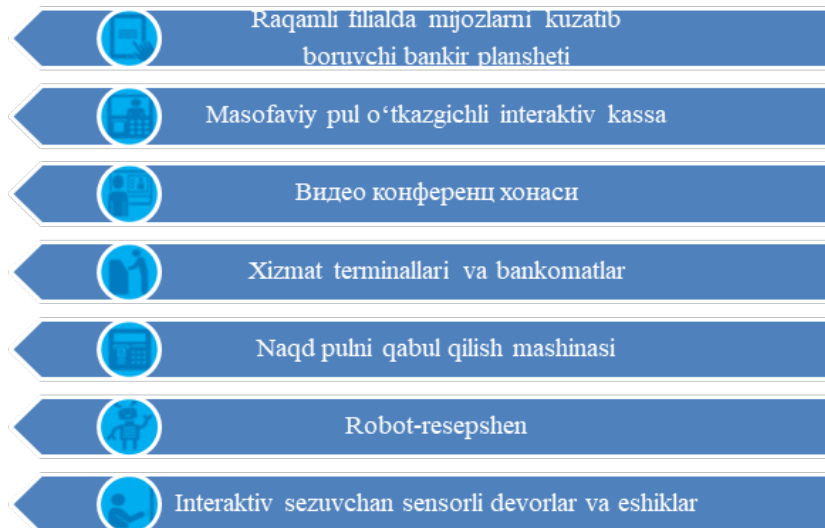 Raqamli filialda mijozlarni kuzatib
boruvchi bankir plansheti
Masofaviy pul o‘tkazgichli interaktiv kassa
Видео конференц хонаси
Xizmat terminallari va bankomatlar
Naqd pulni qabul qilish mashinasi
Robot-resepshen
Interaktiv sezuvchan sensorli devorlar va eshiklar